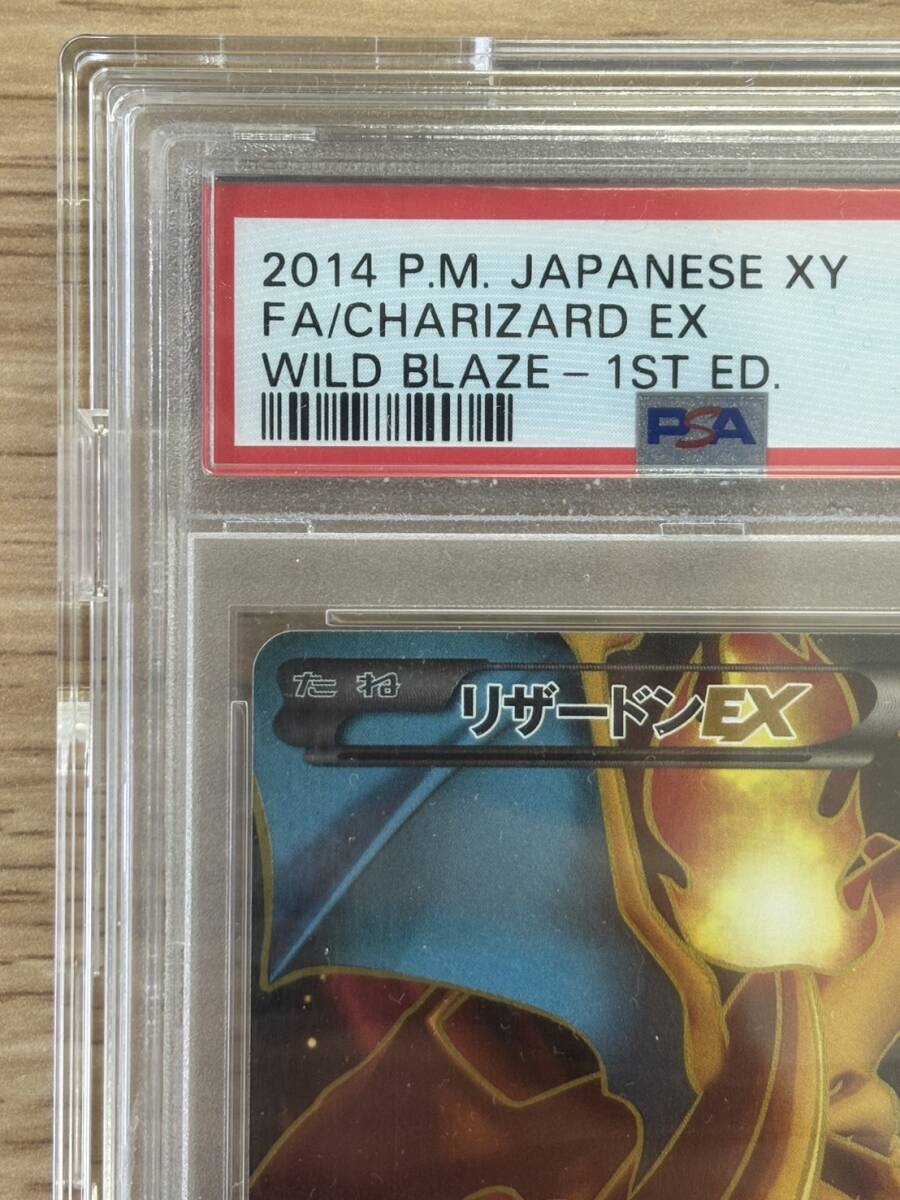 2014 P.M. JAPANESE XY
FA/CHARIZARD EX
WILD BLAZE - 1ST ED.
PSA
たね
リザードンEX